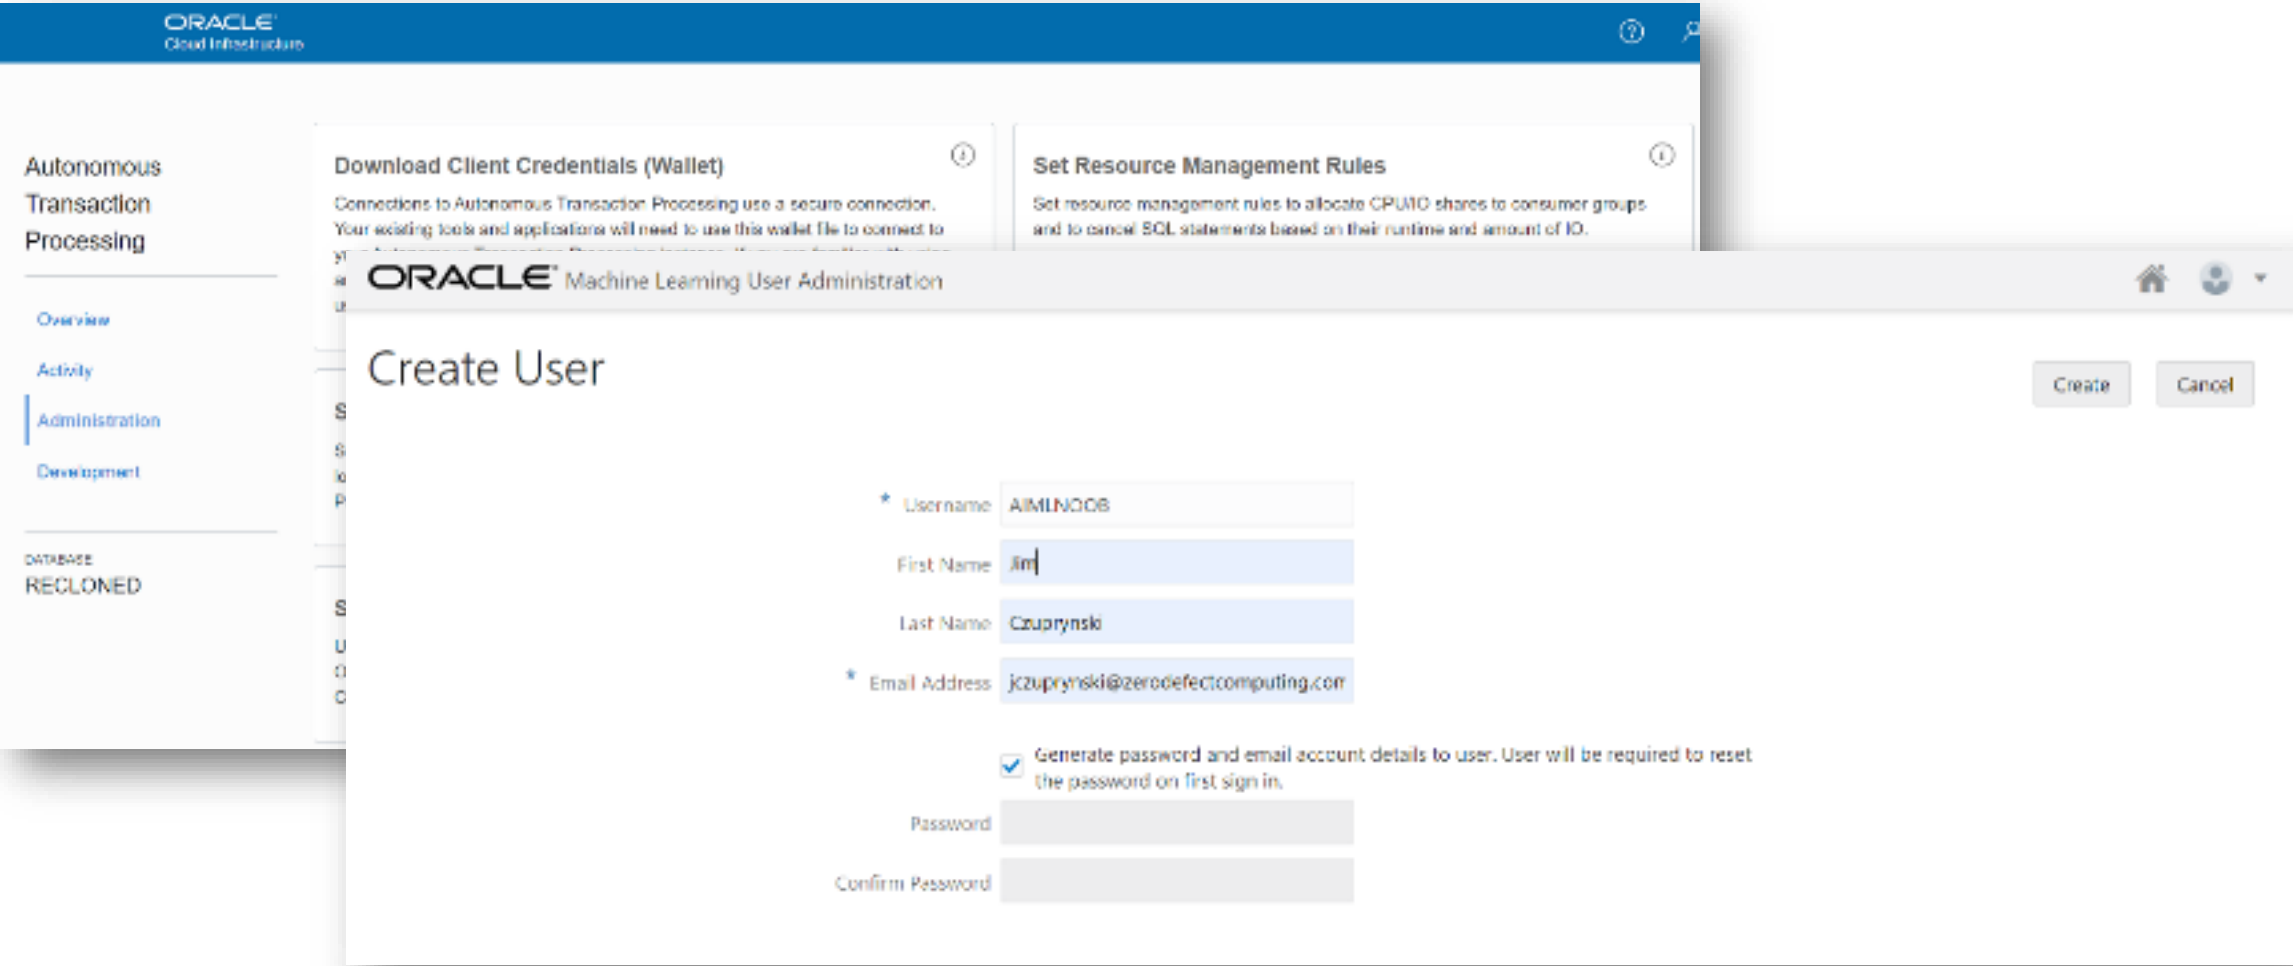 ORACLE
Cloud Infrastructure
Autonomous
Transaction
Processing
Overview
Activity
Administration
Development
DATABASE
RECLONED
Download Client Credentials (Wallet)
Connections to Autonomous Transaction Processing use a secure connection.
Your existing tools and applications will need to use this wallet file to connect to
Set Resource Management Rules
Set resource management rules to allocate CPU/IO shares to consumer groups
and to cancel SQL statements based on their runtime and amount of IO.
ORACLE Machine Learning User Administration
Create User
Create
Cancel
* Username AIMLNOOB
First Name Jim
Last Name Czuprynski
* Email Address jczuprynski@zerodefectcomputing.com
Generate password and email account details to user. User will be required to reset
the password on first sign in.
Password
Confirm Password